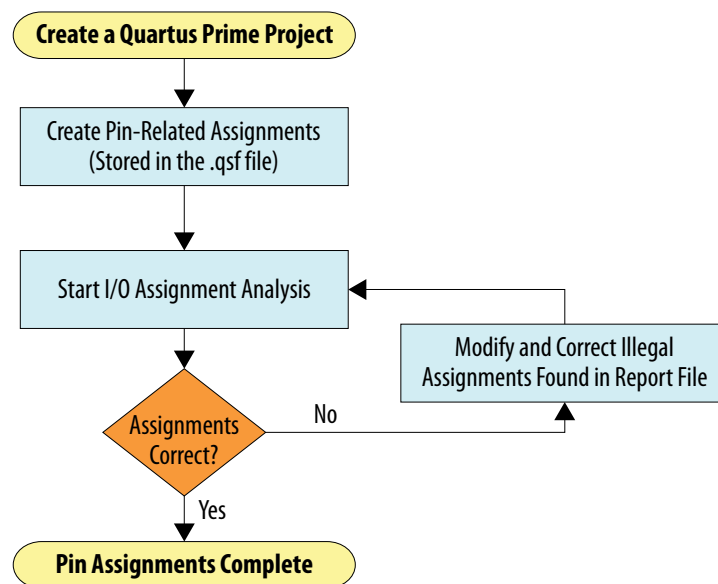 Create a Quartus Prime Project
Create Pin-Related Assignments
(Stored in the .qsf file)
Start I/O Assignment Analysis
Modify and Correct Illegal
Assignments Found in Report File
Assignments
Correct?
No
Yes
Pin Assignments Complete